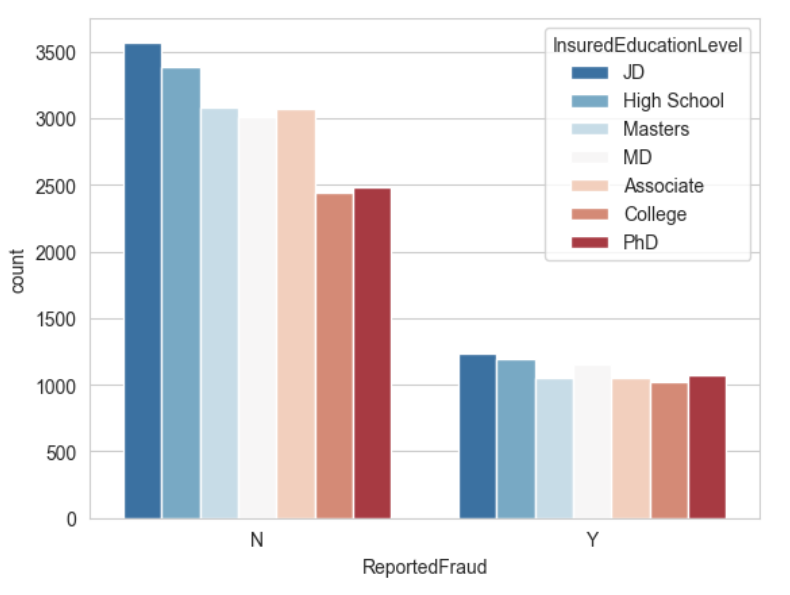 InsuredEducationLevel
JD
High School
Masters
MD
Associate
College
PhD
3500
3000
2500
2000
1500
1000
500
0
count
N
Y
ReportedFraud